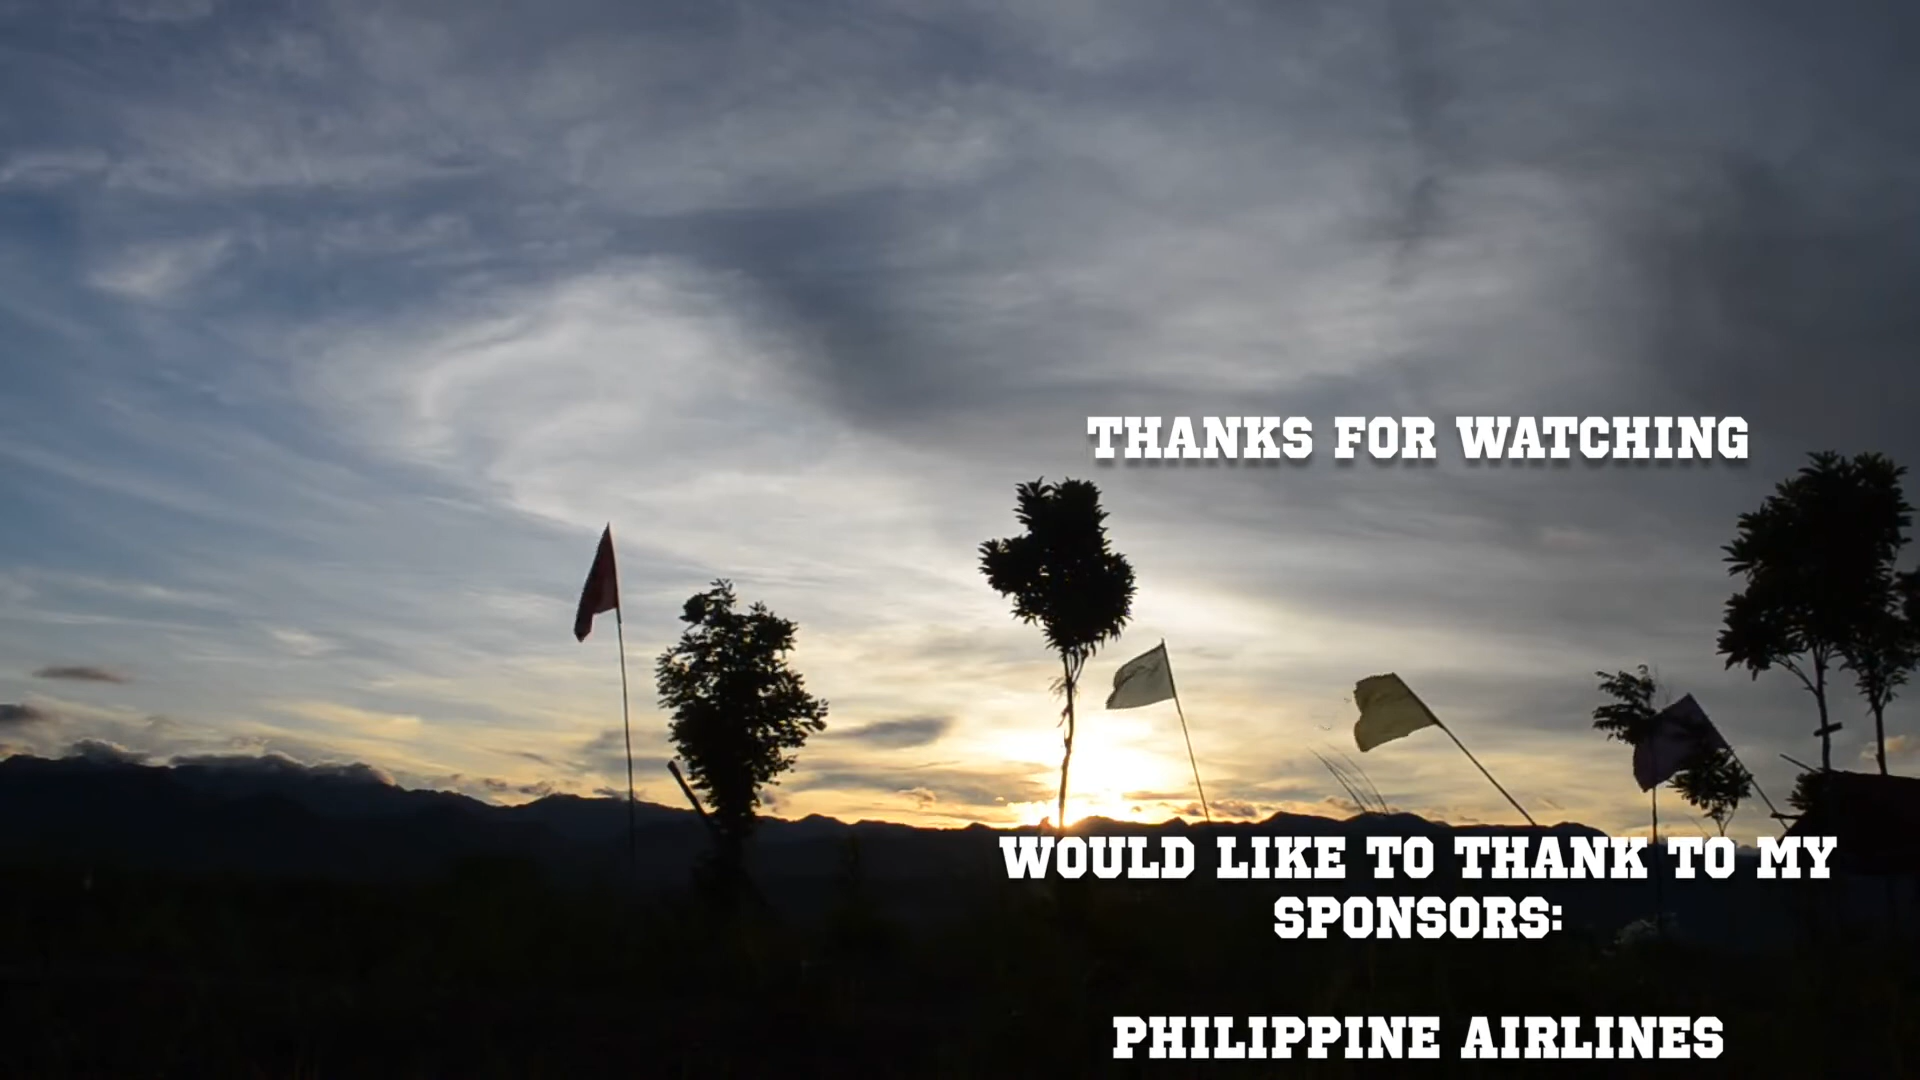 THANKS FOR WATCHING
WOULD LIKE TO THANK TO MY
SPONSORS:
PHILIPPINE AIRLINES